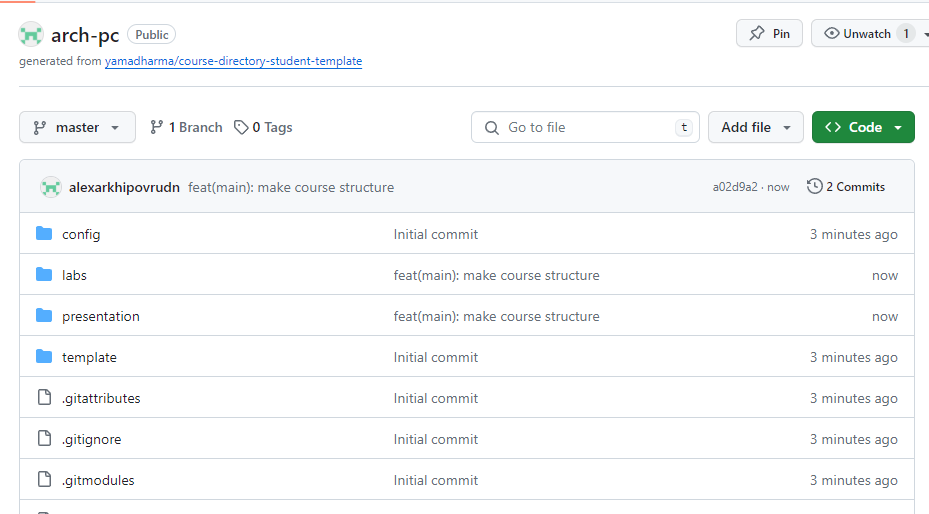 arch-pc Public Pin Unwatch 1
generated from yamadharma/course-directory-student-template
master 1 Branch 0 Tags Go to file t Add file Code
alexarkhipovrudn feat(main): make course structure a02d9a2 · now 2 Commits
config Initial commit 3 minutes ago
labs feat(main): make course structure now
presentation feat(main): make course structure now
template Initial commit 3 minutes ago
.gitattributes Initial commit 3 minutes ago
.gitignore Initial commit 3 minutes ago
.gitmodules Initial commit 3 minutes ago